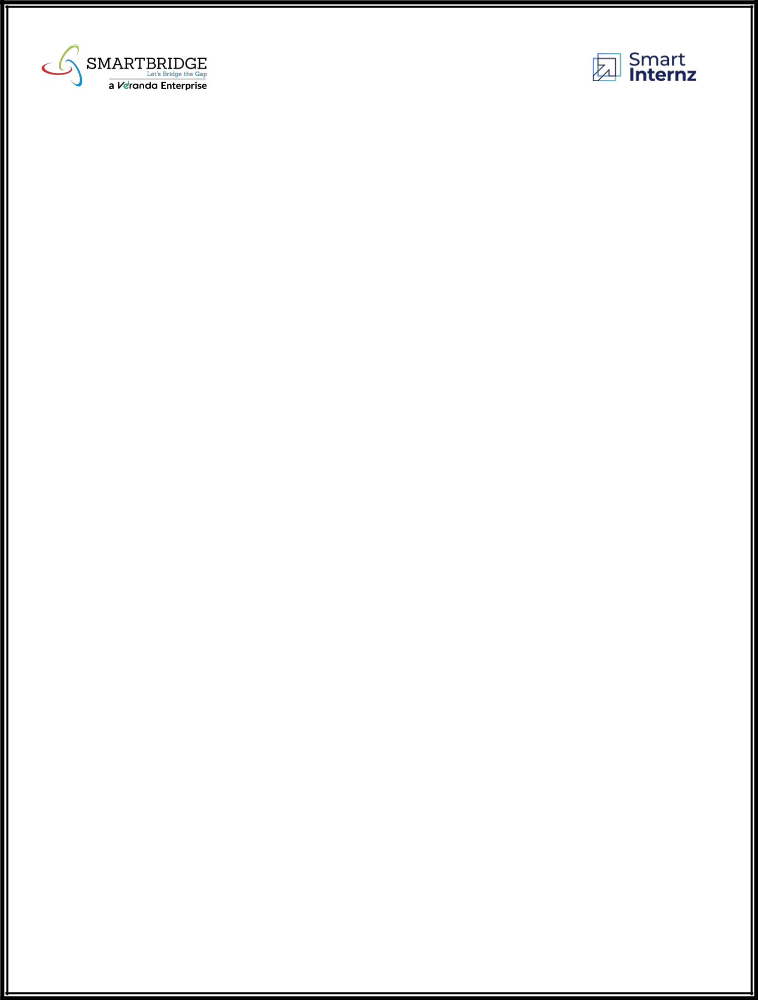 SMARTBRIDGE
Let's Bridge the Gap
a Veranda Enterprise
Smart
Internz